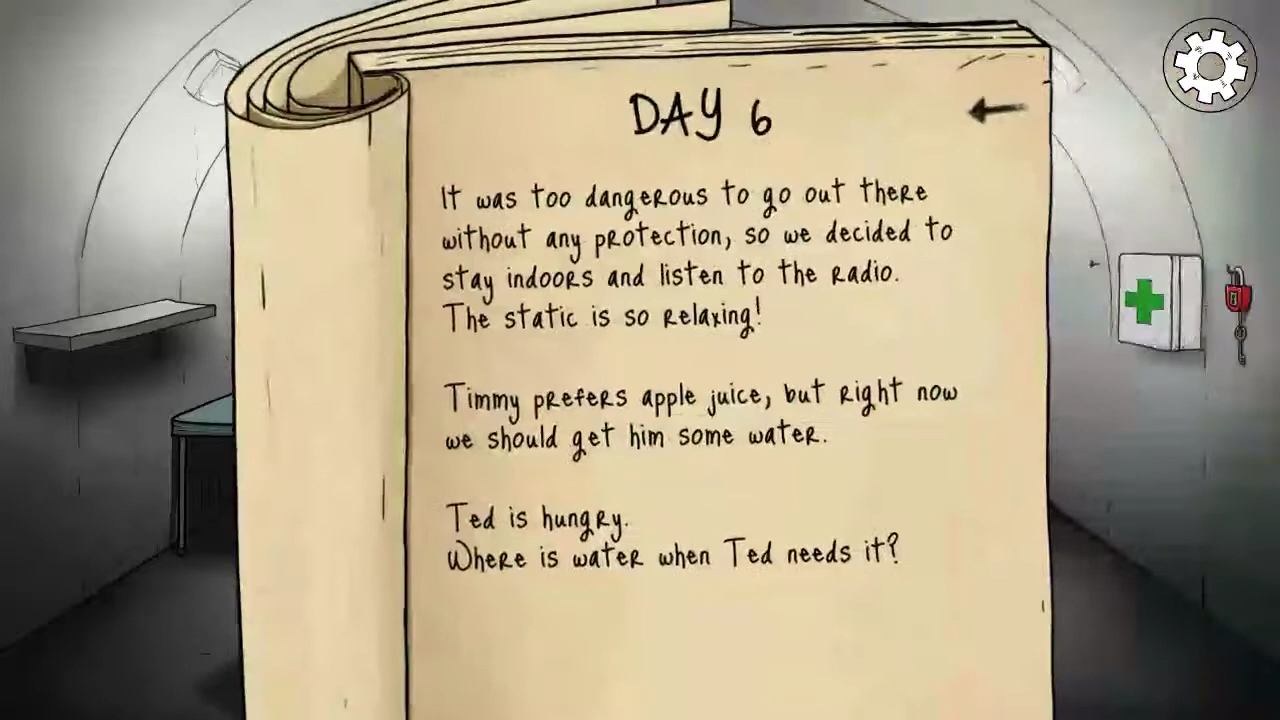 DAY 6
It was too dangerous to go out there
without any protection, so we decided to
stay indoors and listen to the radio.
The static is so relaxing!
Timmy prefers apple juice, but right now
we should get him some water.
Ted is hungry.
Where is water when Ted needs it?